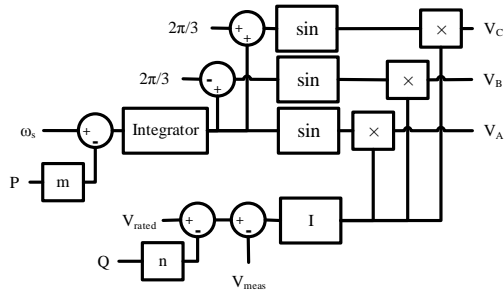 2π/3 + + sin × V_C
2π/3 - + sin × V_B
ω_s + - Integrator sin × V_A
P m
V_rated + - + - I
Q n
V_meas